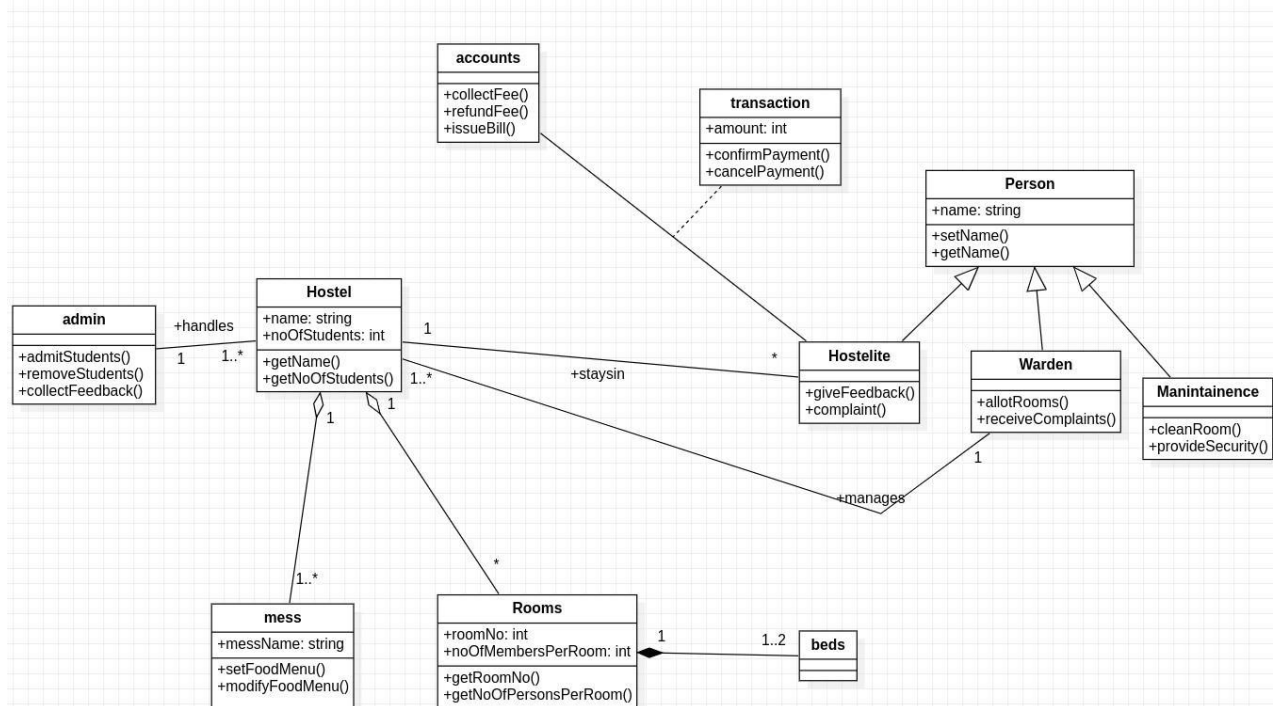 accounts
+collectFee()
+refundFee()
+issueBill()
transaction
+amount: int
+confirmPayment()
+cancelPayment()
Person
+name: string
+setName()
+getName()
admin
+admitStudents()
+removeStudents()
+collectFeedback()
+handles
1
1..*
Hostel
+name: string
+noOfStudents: int
+getName()
+getNoOfStudents()
1
*
+staysin
1..*
+manages
1
Hostelite
+giveFeedback()
+complaint()
Warden
+allotRooms()
+receiveComplaints()
Manintainence
+cleanRoom()
+provideSecurity()
1
1
1..*
*
mess
+messName: string
+setFoodMenu()
+modifyFoodMenu()
Rooms
+roomNo: int
+noOfMembersPerRoom: int
+getRoomNo()
+getNoOfPersonsPerRoom()
1
1..2
beds